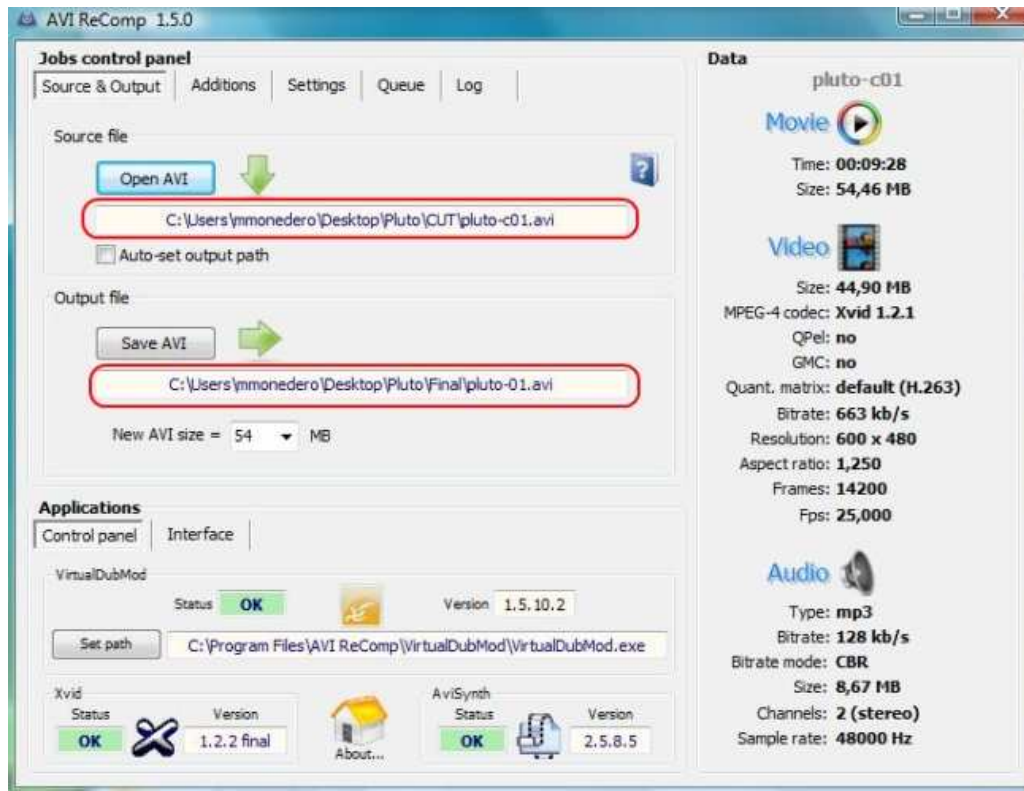 AVI ReComp 1.5.0
Jobs control panel
Source & Output Additions Settings Queue Log
Source file
Open AVI
?
C:\Users\mmonedero\Desktop\Pluto\CUT\pluto-c01.avi
Auto-set output path
Output file
Save AVI
C:\Users\mmonedero\Desktop\Pluto\Final\pluto-01.avi
New AVI size = 54 MB
Applications
Control panel Interface
VirtualDubMod
Status OK Version 1.5.10.2
Set path C:\Program Files\AVI ReComp\VirtualDubMod\VirtualDubMod.exe
Xvid
Status Version
OK 1.2.2 final
About...
AviSynth
Status Version
OK 2.5.8.5
Data
pluto-c01
Movie
Time: 00:09:28
Size: 54,46 MB
Video
Size: 44,90 MB
MPEG-4 codec: Xvid 1.2.1
QPel: no
GMC: no
Quant. matrix: default (H.263)
Bitrate: 663 kb/s
Resolution: 600 x 480
Aspect ratio: 1,250
Frames: 14200
Fps: 25,000
Audio
Type: mp3
Bitrate: 128 kb/s
Bitrate mode: CBR
Size: 8,67 MB
Channels: 2 (stereo)
Sample rate: 48000 Hz